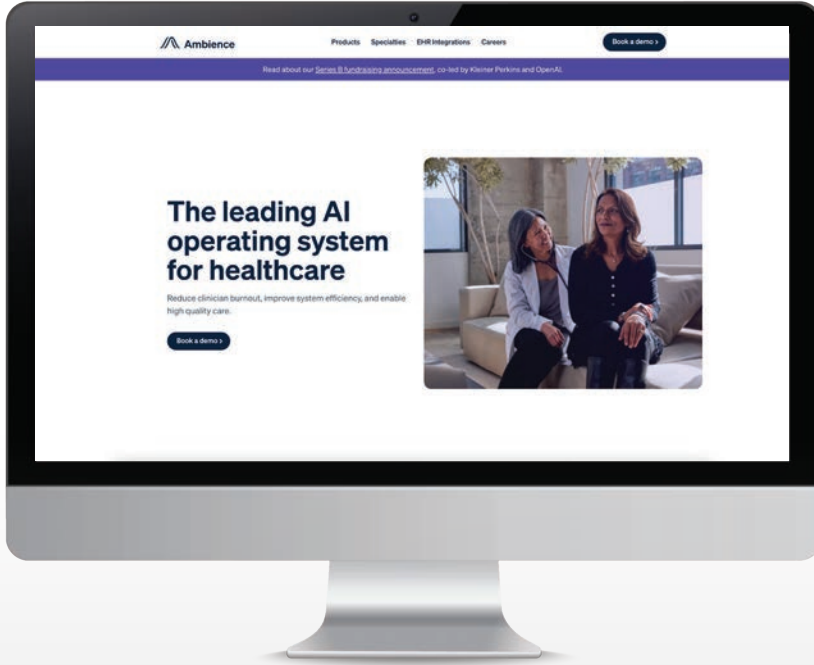 Ambience
Products Specialties EHR Integrations Careers
Book a demo >
Read about our Series B fundraising announcement, co-led by Kleiner Perkins and OpenAI.
The leading AI
operating system
for healthcare
Reduce clinician burnout, improve system efficiency, and enable
high quality care.
Book a demo >